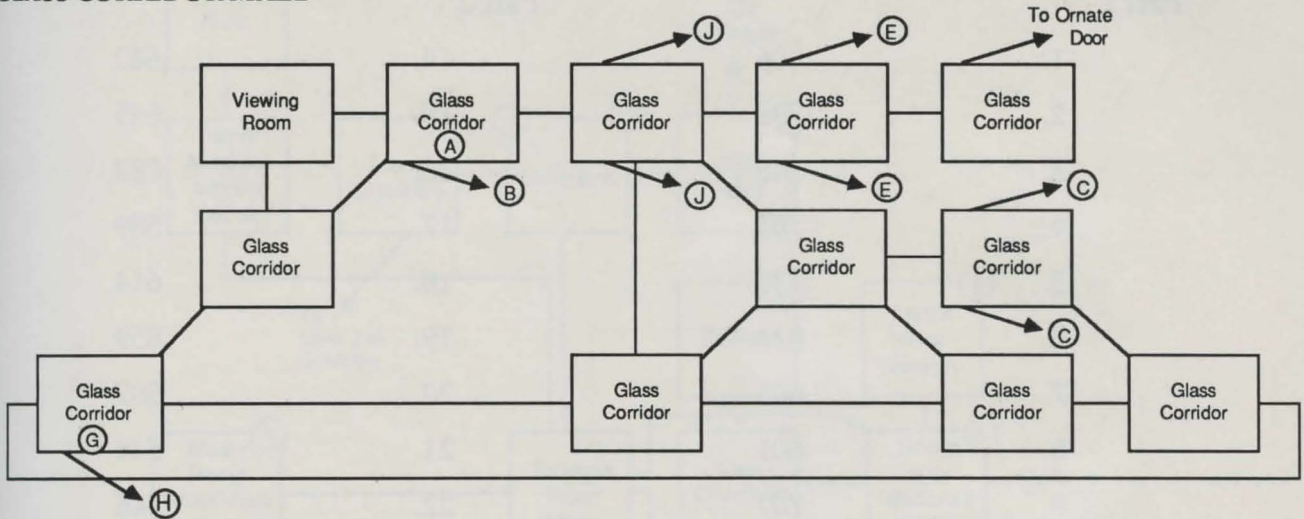 J
E
To Ornate
Door
Viewing
Room
Glass
Corridor
A
Glass
Corridor
Glass
Corridor
Glass
Corridor
B
J
E
C
Glass
Corridor
Glass
Corridor
Glass
Corridor
C
Glass
Corridor
G
Glass
Corridor
Glass
Corridor
Glass
Corridor
H